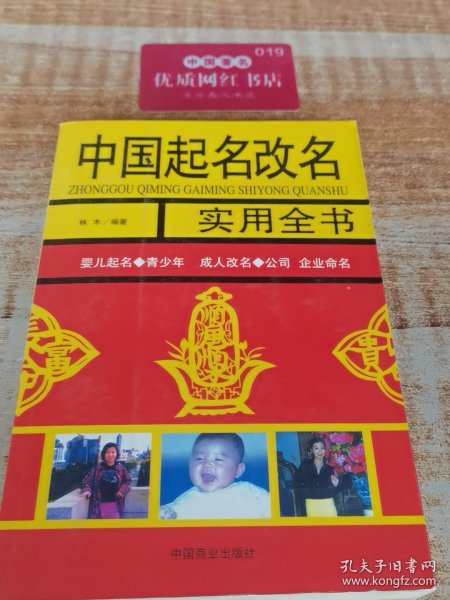 019
中国著名
优质网红书店
中国起名改名
ZHONGGOU QIMING GAIMING SHIYONG QUANSHU
林 木／编著
实用全书
婴儿起名◆青少年 成人改名◆公司 企业命名
長富
貴
中国商业出版社
孔夫子旧书网
www.kongfz.com